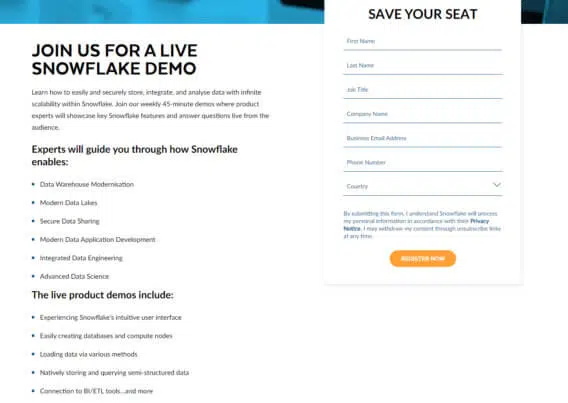 JOIN US FOR A LIVE
SNOWFLAKE DEMO
Learn how to easily and securely store, integrate, and analyse data with infinite
scalability within Snowflake. Join our weekly 45-minute demos where product
experts will showcase key Snowflake features and answer questions live from the
audience.
Experts will guide you through how Snowflake
enables:
Data Warehouse Modernisation
Modern Data Lakes
Secure Data Sharing
Modern Data Application Development
Integrated Data Engineering
Advanced Data Science
The live product demos include:
Experiencing Snowflake's intuitive user interface
Easily creating databases and compute nodes
Loading data via various methods
Natively storing and querying semi-structured data
Connection to BI/ETL tools...and more
SAVE YOUR SEAT
First Name
Last Name
Job Title
Company Name
Business Email Address
Phone Number
Country
By submitting this form, I understand Snowflake will process
my personal information in accordance with their Privacy
Notice. I may withdraw my consent through unsubscribe links
at any time.
REGISTER NOW